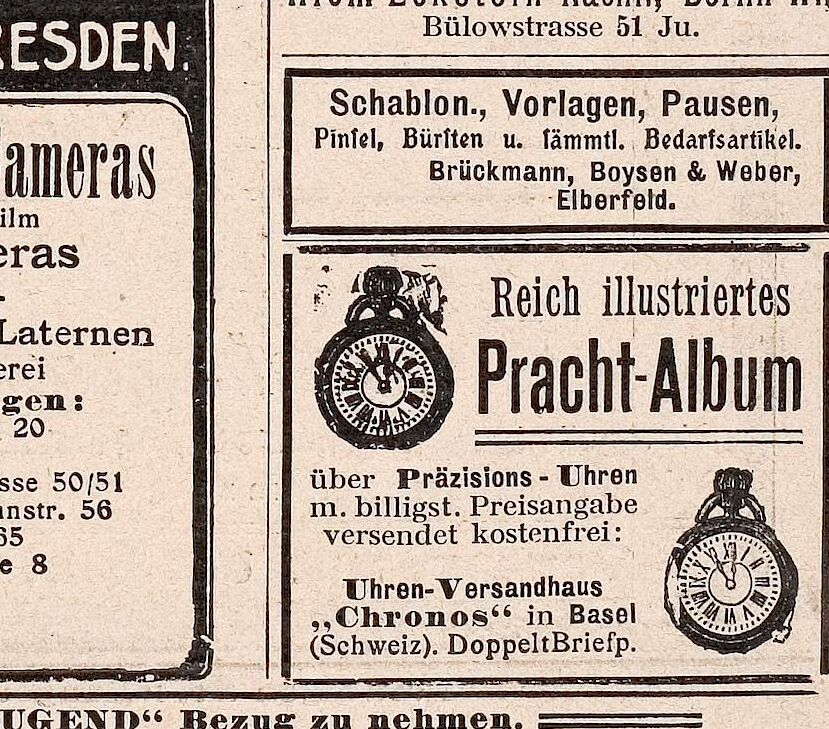 RESDEN.
Cameras
ilm
eras
Laternen
erei
gen:
20
sse 50/51
nstr. 56
65
e 8
Bülowstrasse 51 Ju.
Schablon., Vorlagen, Pausen,
Pinsel, Bürsten u. sämmtl. Bedarfsartikel.
Brückmann, Boysen & Weber,
Elberfeld.
Reich illustriertes
Pracht-Album
über Präzisions-Uhren
m. billigst. Preisangabe
versendet kostenfrei:
Uhren-Versandhaus
„Chronos“ in Basel
(Schweiz). DoppeltBriefp.
UGEND“ Bezug zu nehmen.